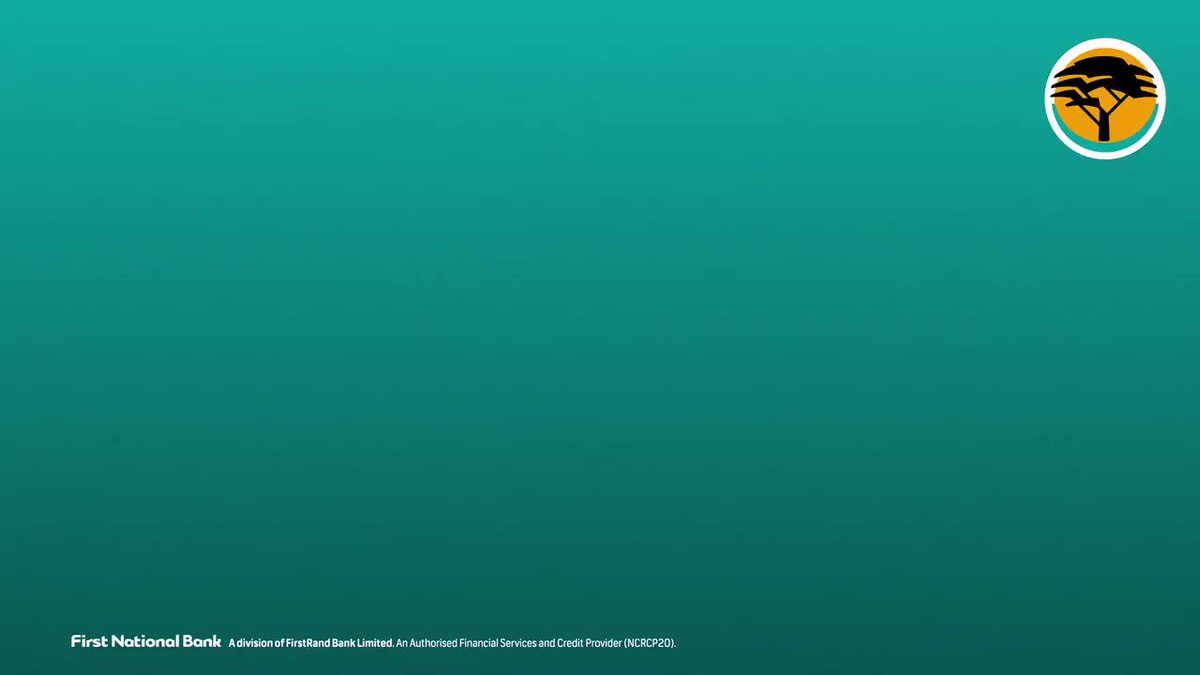 First National Bank A division of FirstRand Bank Limited. An Authorised Financial Services and Credit Provider (NCRCP20).